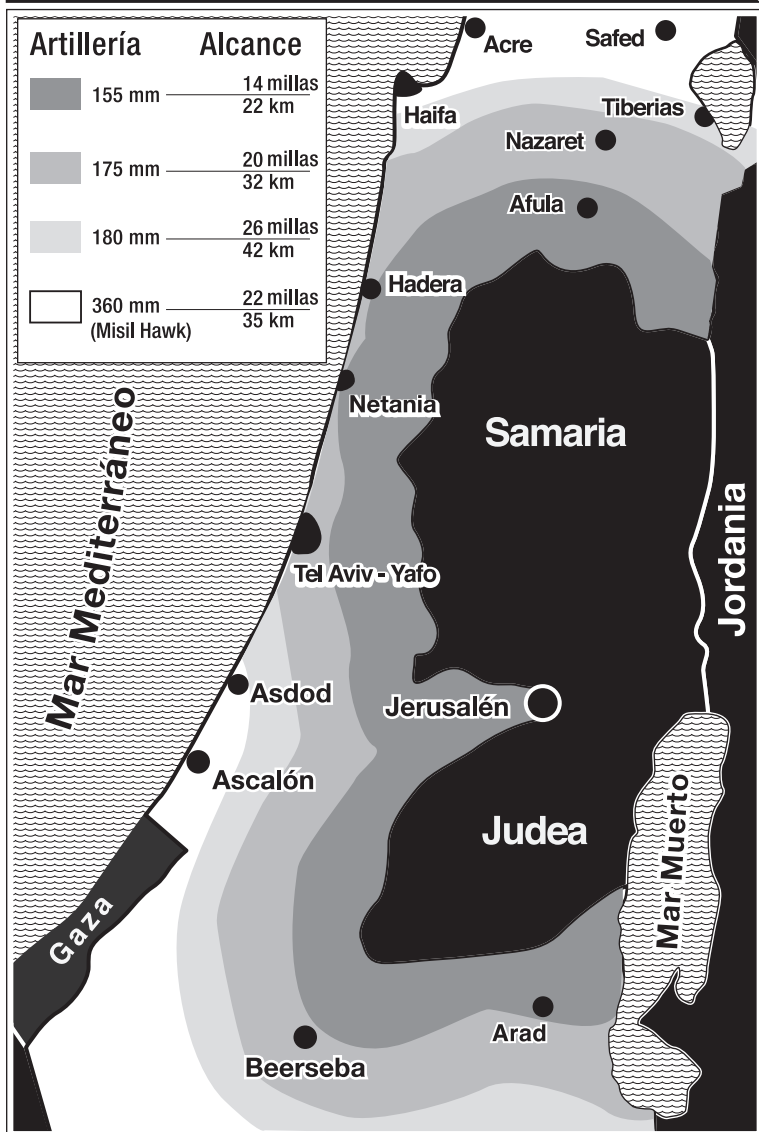 Artillería Alcance
155 mm 14 millas
22 km
175 mm 20 millas
32 km
180 mm 26 millas
42 km
360 mm 22 millas
(Misil Hawk) 35 km
Acre
Safed
Haifa
Tiberias
Nazaret
Afula
Hadera
Netania
Samaria
Mar Mediterráneo
Jordania
Tel Aviv - Yafo
Asdod
Jerusalén
Ascalón
Judea
Mar Muerto
Gaza
Arad
Beerseba